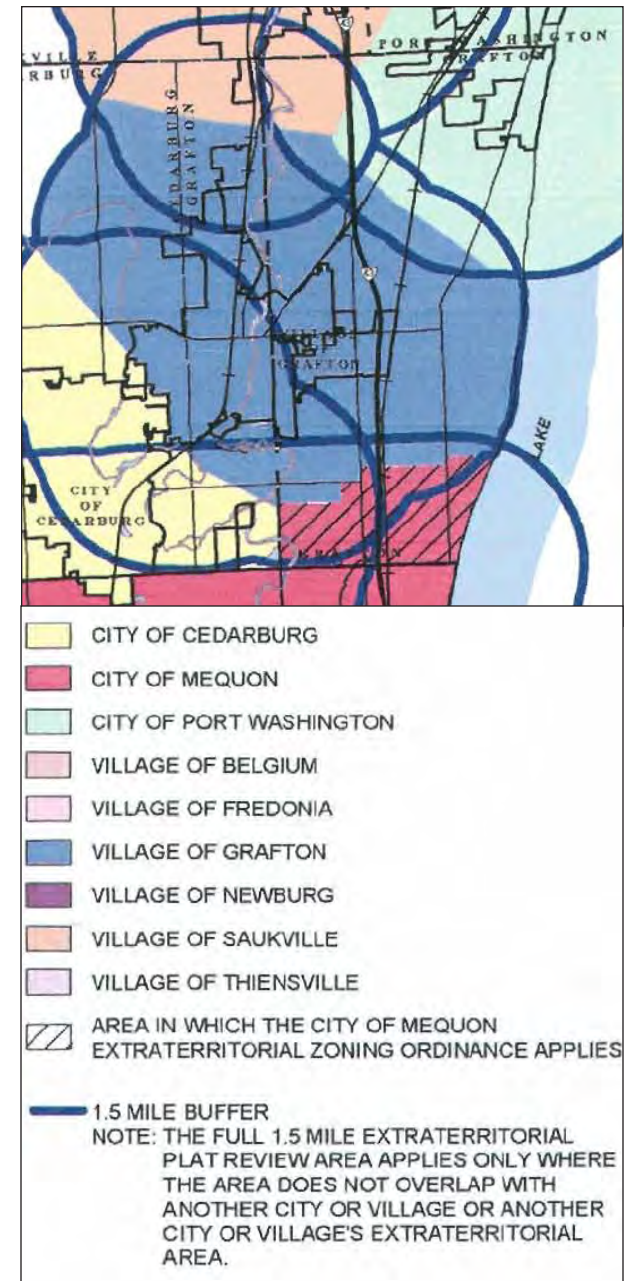 PORT WASHINGTON
GRAFTON
KVILLE
RBURG
CEDARBURG
GRAFTON
43
43
GRAFTON
LAKE
CITY
OF
CEDARBURG
CITY OF CEDARBURG
CITY OF MEQUON
CITY OF PORT WASHINGTON
VILLAGE OF BELGIUM
VILLAGE OF FREDONIA
VILLAGE OF GRAFTON
VILLAGE OF NEWBURG
VILLAGE OF SAUKVILLE
VILLAGE OF THIENSVILLE
AREA IN WHICH THE CITY OF MEQUON
EXTRATERRITORIAL ZONING ORDINANCE APPLIES
1.5 MILE BUFFER
NOTE: THE FULL 1.5 MILE EXTRATERRITORIAL
PLAT REVIEW AREA APPLIES ONLY WHERE
THE AREA DOES NOT OVERLAP WITH
ANOTHER CITY OR VILLAGE OR ANOTHER
CITY OR VILLAGE'S EXTRATERRITORIAL
AREA.